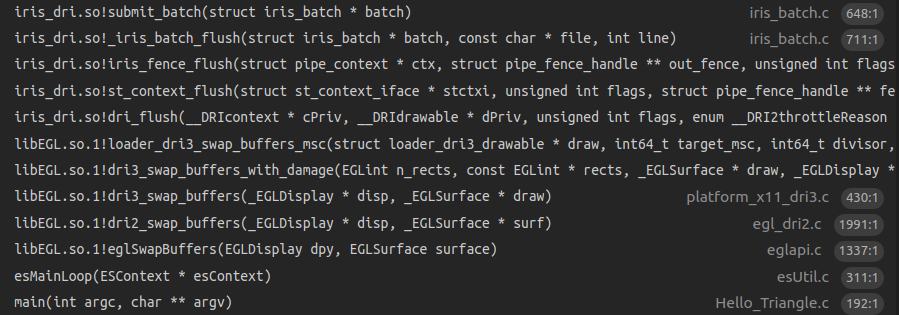 iris_dri.so!submit_batch(struct iris_batch * batch) iris_batch.c 648:1
iris_dri.so!_iris_batch_flush(struct iris_batch * batch, const char * file, int line) iris_batch.c 711:1
iris_dri.so!iris_fence_flush(struct pipe_context * ctx, struct pipe_fence_handle ** out_fence, unsigned int flags
iris_dri.so!st_context_flush(struct st_context_iface * stctxi, unsigned int flags, struct pipe_fence_handle ** fe
iris_dri.so!dri_flush(__DRIcontext * cPriv, __DRIdrawable * dPriv, unsigned int flags, enum __DRI2throttleReason
libEGL.so.1!loader_dri3_swap_buffers_msc(struct loader_dri3_drawable * draw, int64_t target_msc, int64_t divisor,
libEGL.so.1!dri3_swap_buffers_with_damage(EGLint n_rects, const EGLint * rects, _EGLSurface * draw, _EGLDisplay *
libEGL.so.1!dri3_swap_buffers(_EGLDisplay * disp, _EGLSurface * draw) platform_x11_dri3.c 430:1
libEGL.so.1!dri2_swap_buffers(_EGLDisplay * disp, _EGLSurface * surf) egl_dri2.c 1991:1
libEGL.so.1!eglSwapBuffers(EGLDisplay dpy, EGLSurface surface) eglapi.c 1337:1
esMainLoop(ESContext * esContext) esUtil.c 311:1
main(int argc, char ** argv) Hello_Triangle.c 192:1